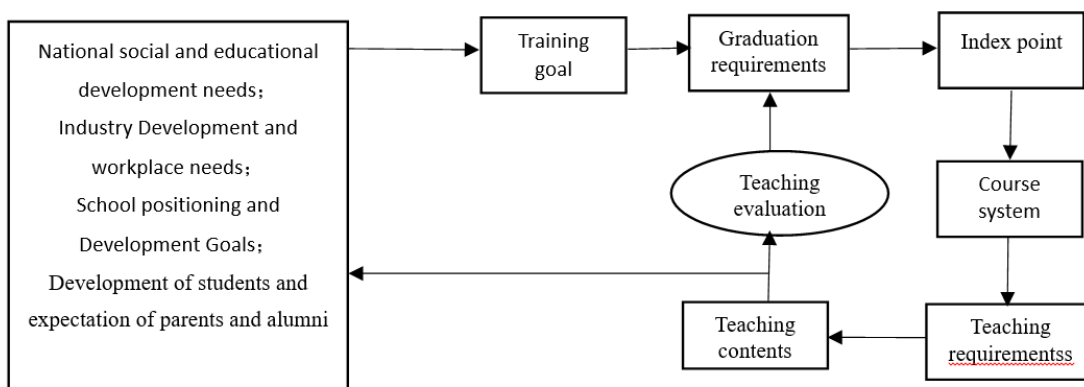 National social and educational
development needs；
Industry Development and
workplace needs；
School positioning and
Development Goals；
Development of students and
expectation of parents and alumni
Training
goal
Graduation
requirements
Index point
Teaching
evaluation
Course
system
Teaching
contents
Teaching
requirementss